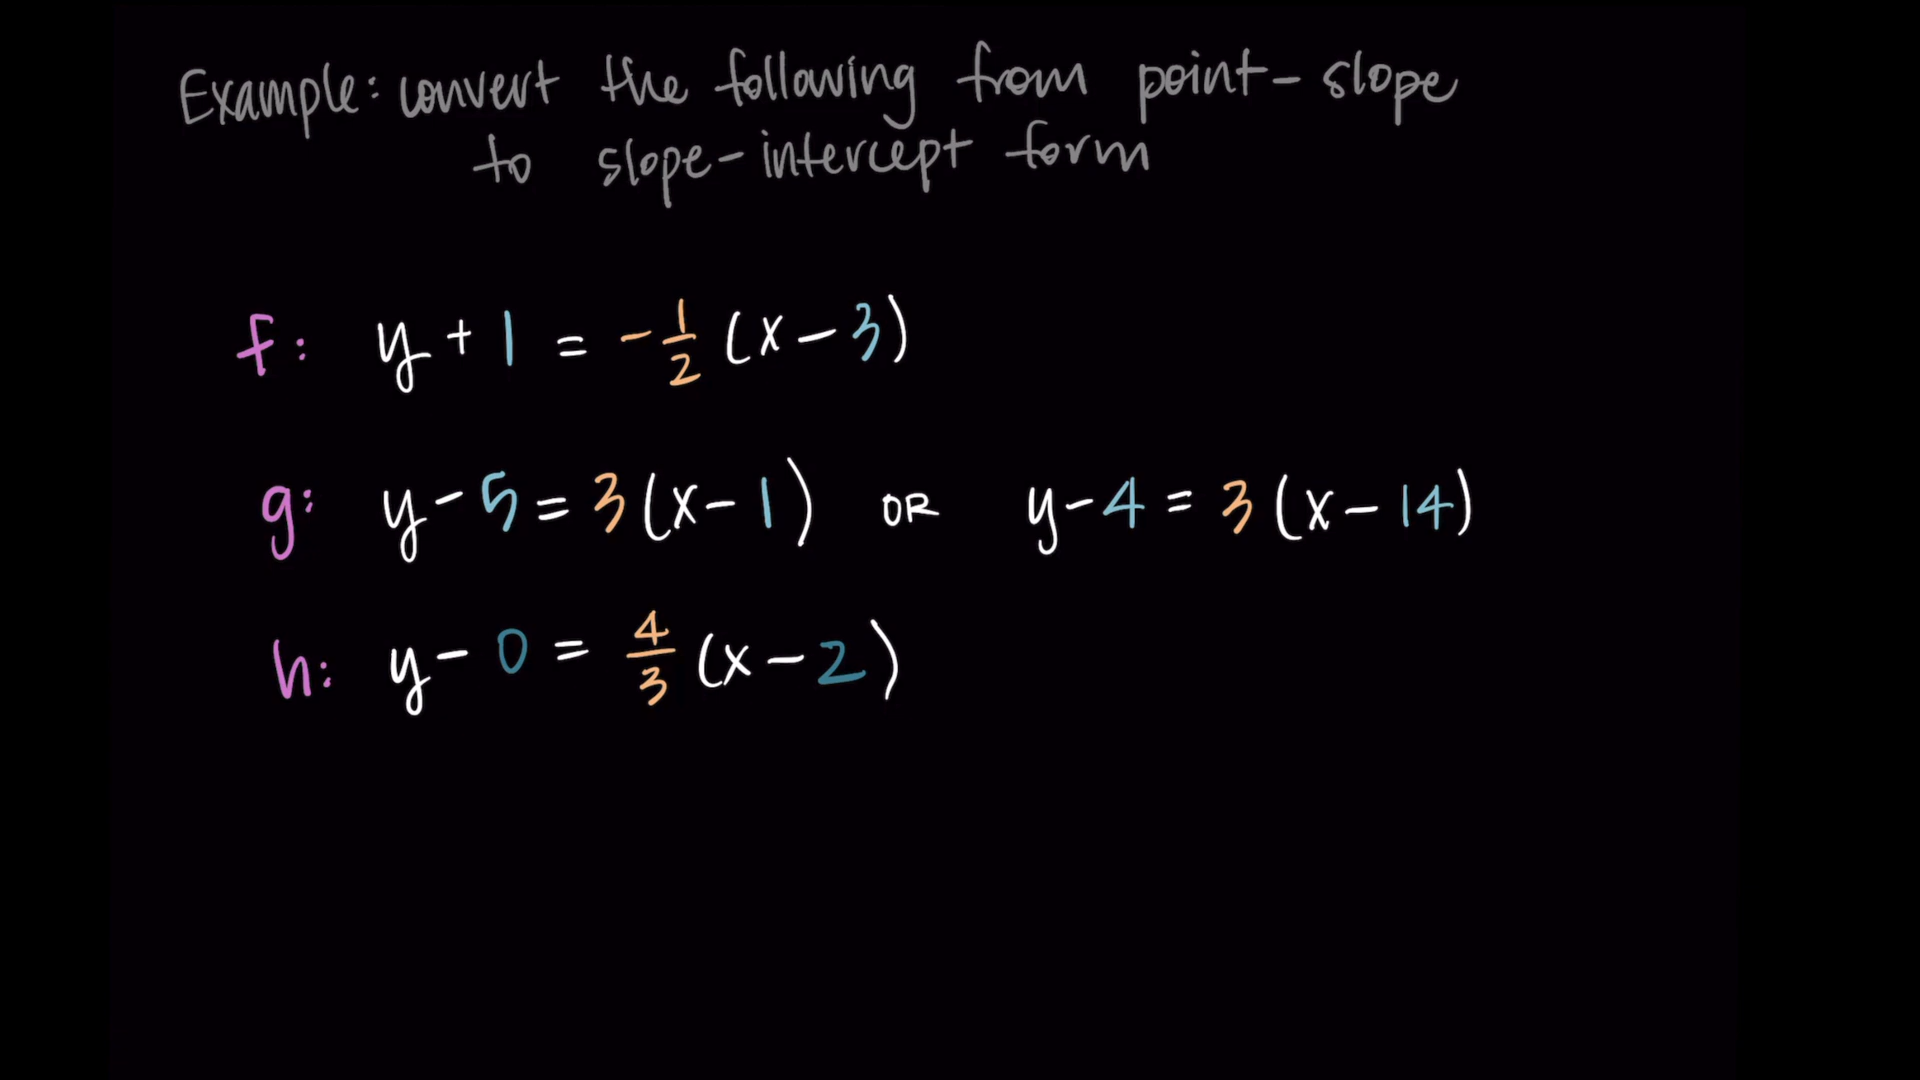 Example: convert the following from point-slope
to slope-intercept form
f: y + 1 = -1/2 (x - 3)
g: y - 5 = 3 (x - 1) OR y - 4 = 3 (x - 14)
h: y - 0 = 4/3 (x - 2)